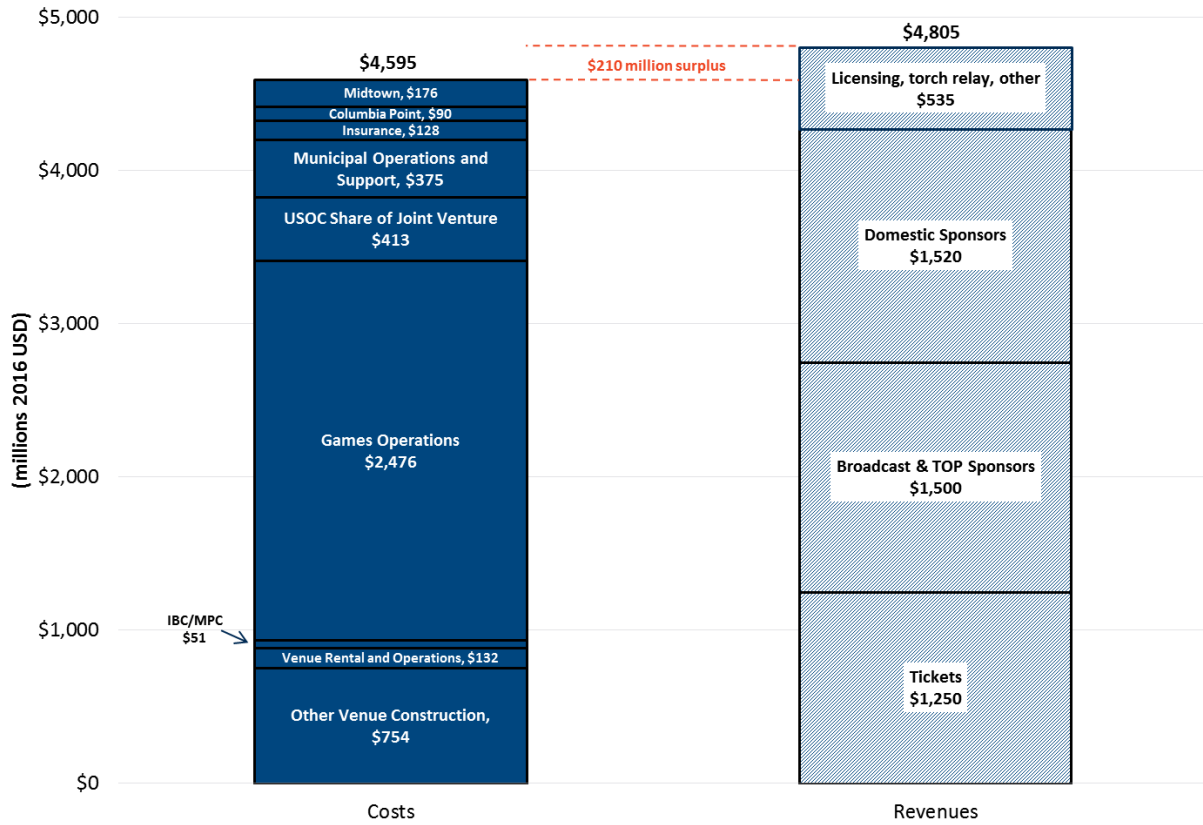 $5,000
$4,000
$3,000
$2,000
$1,000
$0
(millions 2016 USD)
$4,595
Midtown, $176
Columbia Point, $90
Insurance, $128
Municipal Operations and
Support, $375
USOC Share of Joint Venture
$413
Games Operations
$2,476
IBC/MPC
$51
Venue Rental and Operations, $132
Other Venue Construction,
$754
Costs
$210 million surplus
$4,805
Licensing, torch relay, other
$535
Domestic Sponsors
$1,520
Broadcast & TOP Sponsors
$1,500
Tickets
$1,250
Revenues